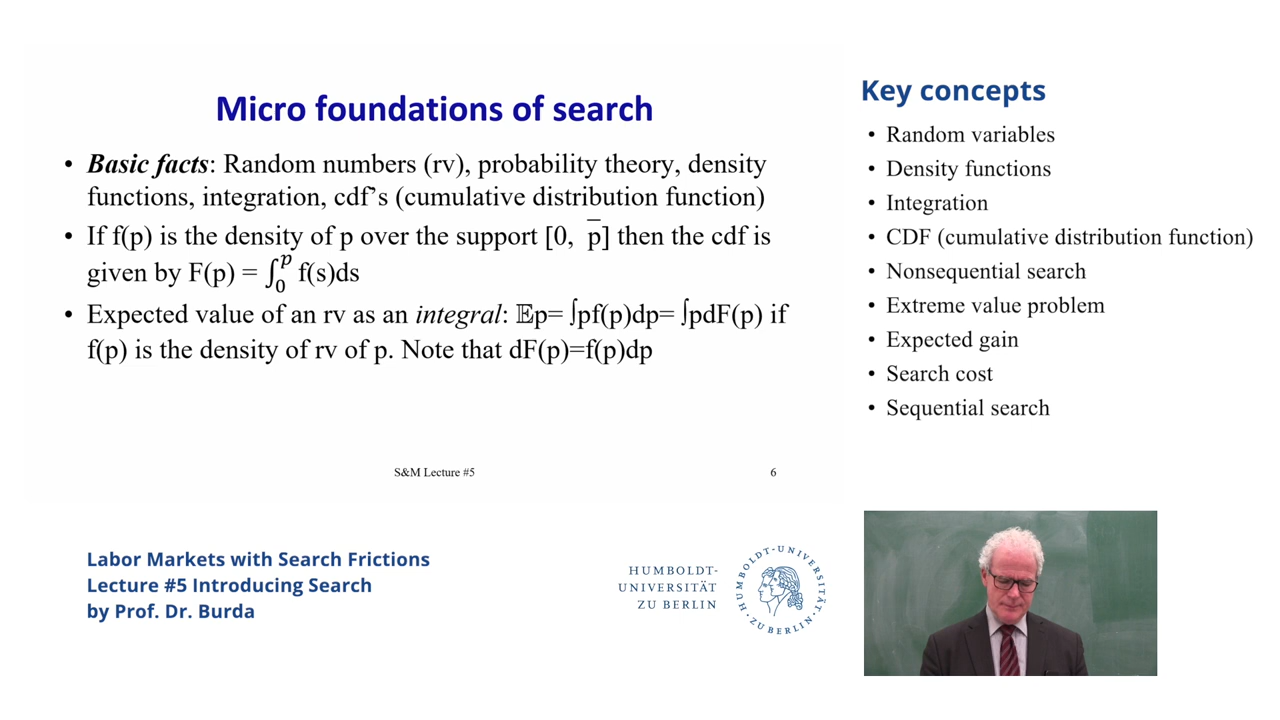 Micro foundations of search
• Basic facts: Random numbers (rv), probability theory, density
functions, integration, cdf’s (cumulative distribution function)
• If f(p) is the density of p over the support [0, p̅] then the cdf is
given by F(p) = ∫₀ᵖ f(s)ds
• Expected value of an rv as an integral: 𝔼p= ∫pf(p)dp= ∫pdF(p) if
f(p) is the density of rv of p. Note that dF(p)=f(p)dp
S&M Lecture #5
6
Key concepts
• Random variables
• Density functions
• Integration
• CDF (cumulative distribution function)
• Nonsequential search
• Extreme value problem
• Expected gain
• Search cost
• Sequential search
Labor Markets with Search Frictions
Lecture #5 Introducing Search
by Prof. Dr. Burda
HUMBOLDT-
UNIVERSITÄT
ZU BERLIN
HUMBOLDT-UNIVERSITÄT
ZU BERLIN